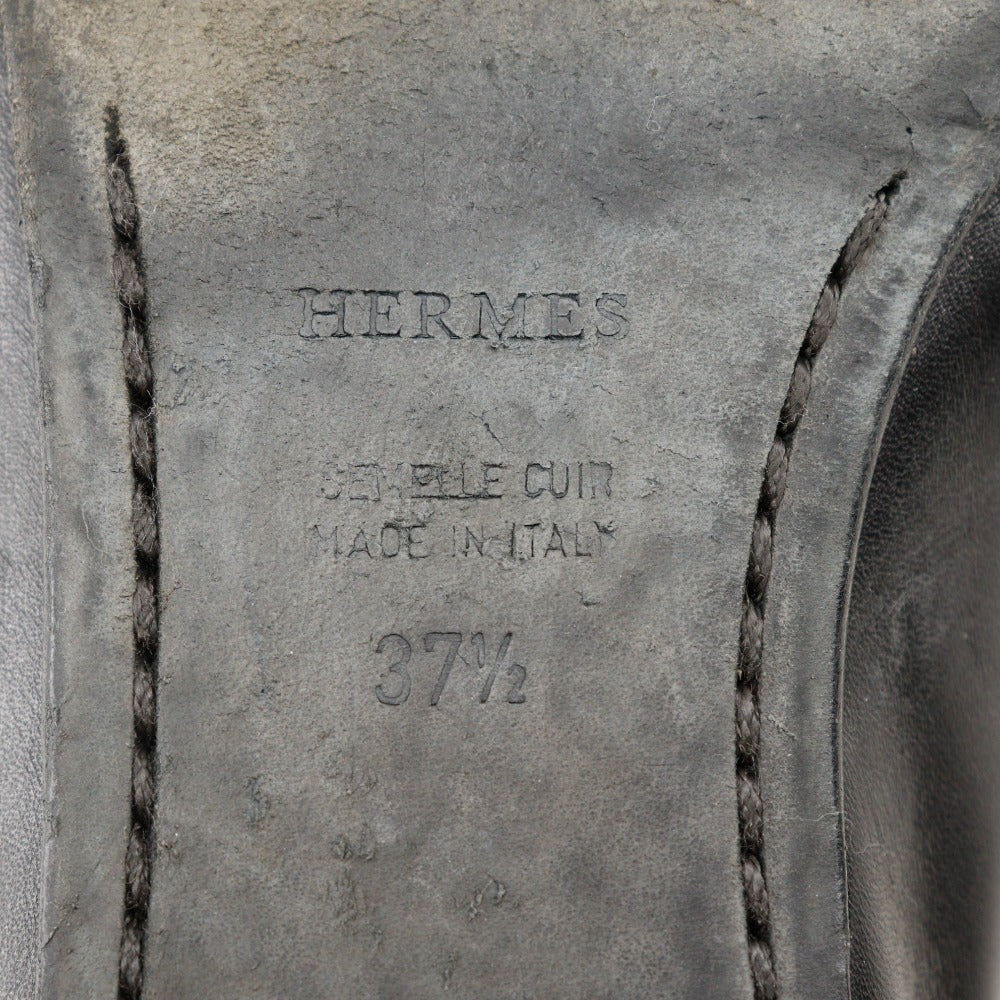 HERMES
SEMELLE CUIR
MADE IN ITALY
37½